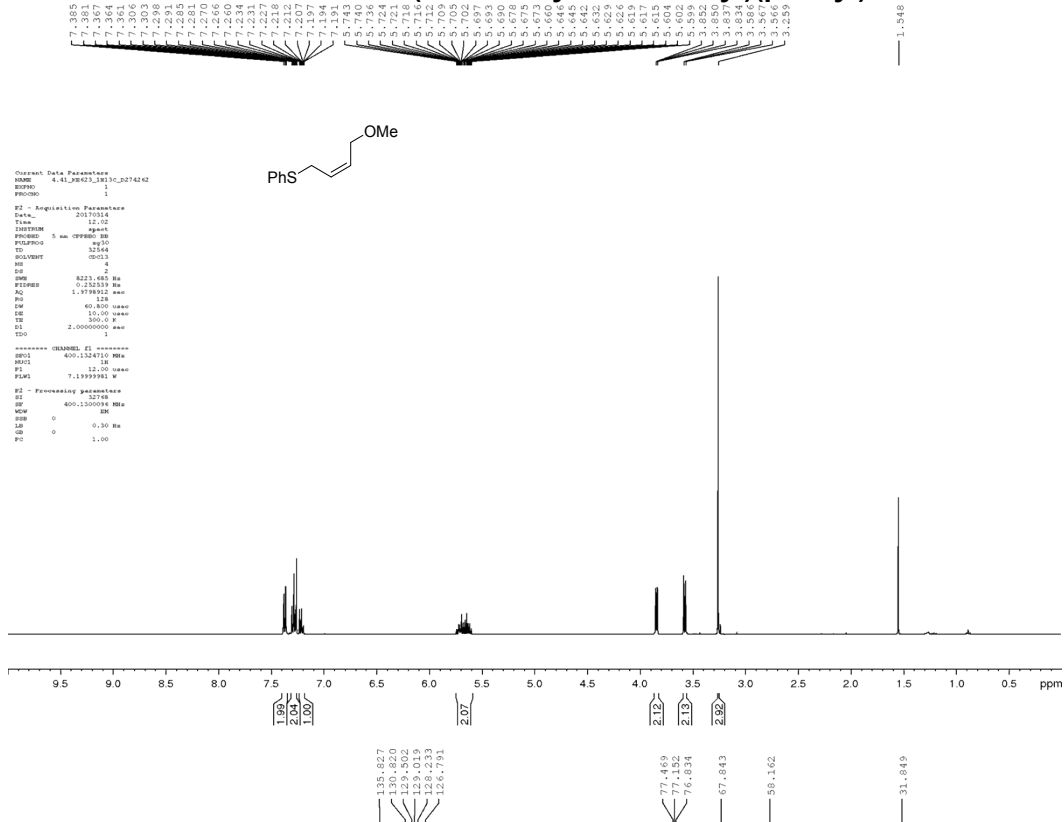 7.385
7.381
7.367
7.364
7.361
7.306
7.303
7.298
7.291
7.285
7.281
7.270
7.266
7.260
7.234
7.231
7.227
7.218
7.212
7.207
7.197
7.194
7.191
5.743
5.740
5.736
5.724
5.721
5.716
5.712
5.709
5.705
5.702
5.697
5.693
5.690
5.678
5.675
5.673
5.660
5.646
5.645
5.642
5.632
5.629
5.626
5.619
5.615
5.604
5.602
5.599
3.852
3.850
3.837
3.834
3.586
3.567
3.566
3.259
1.548
OMe
PhS
Current Data Parameters
EXPNO 1
PROCNO 1
F2 - Acquisition Parameters
Date_ 20170314
Time 12.02
INSTRUM spect
PULPROG zg30
TD 32564
SOLVENT CDCl3
NS 4
DS 2
SWH 8223.685 Hz
FIDRES 0.252539 Hz
AQ 1.9798912 sec
RG 128
DW 60.800 usec
DE 10.00 usec
TE 300.0 K
D1 2.00000000 sec
TD0 1
======== CHANNEL f1 ========
SFO1 400.1324710 MHz
NUC1 1H
P1 12.00 usec
PLW1 7.19999981 W
F2 - Processing parameters
SI 32768
SF 400.1300096 MHz
WDW EM
SSB 0
LB 0.30 Hz
GB 0
PC 1.00
9.5 9.0 8.5 8.0 7.5 7.0 6.5 6.0 5.5 5.0 4.5 4.0 3.5 3.0 2.5 2.0 1.5 1.0 0.5 ppm
1.99
2.04
1.00
2.07
2.12
2.13
2.92
135.827
130.820
129.502
129.019
128.233
126.791
77.469
77.152
76.834
67.843
58.162
31.849